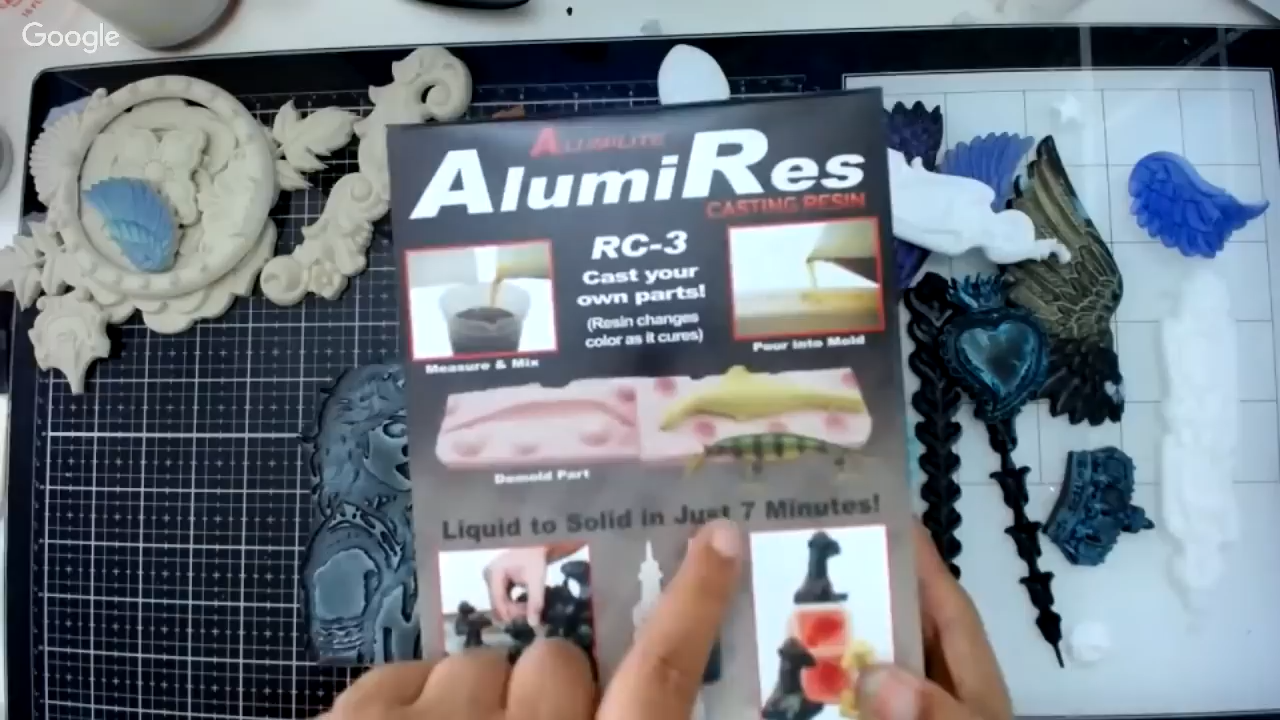 Google
ALUMILITE
ALUMIRES
CASTING RESIN
RC-3
Cast your
own parts!
(Resin changes
color as it cures)
Measure & Mix
Pour into Mold
Demold Part
Liquid to Solid in Just 7 Minutes!